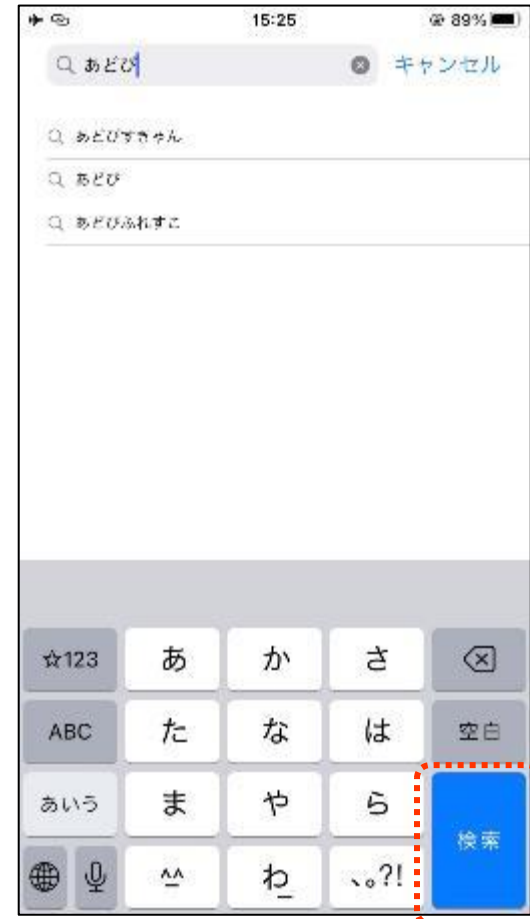 15:25 89%
あどび キャンセル
あどびすきゃん
あどび
あどびふれすこ
☆123 あ か さ
ABC た な は 空白
あいう ま や ら 検索
^^ わ_ 、。?!